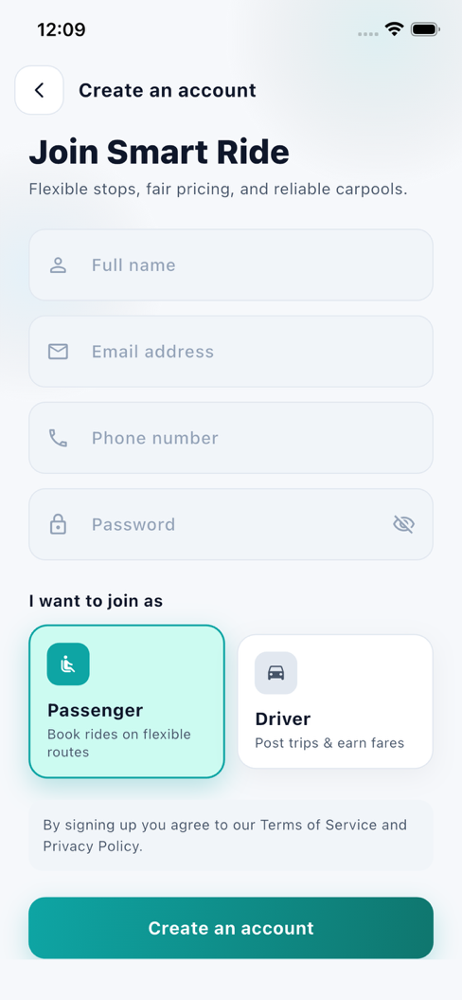 12:09
Create an account
Join Smart Ride
Flexible stops, fair pricing, and reliable carpools.
Full name
Email address
Phone number
Password
I want to join as
Passenger
Book rides on flexible
routes
Driver
Post trips & earn fares
By signing up you agree to our Terms of Service and
Privacy Policy.
Create an account